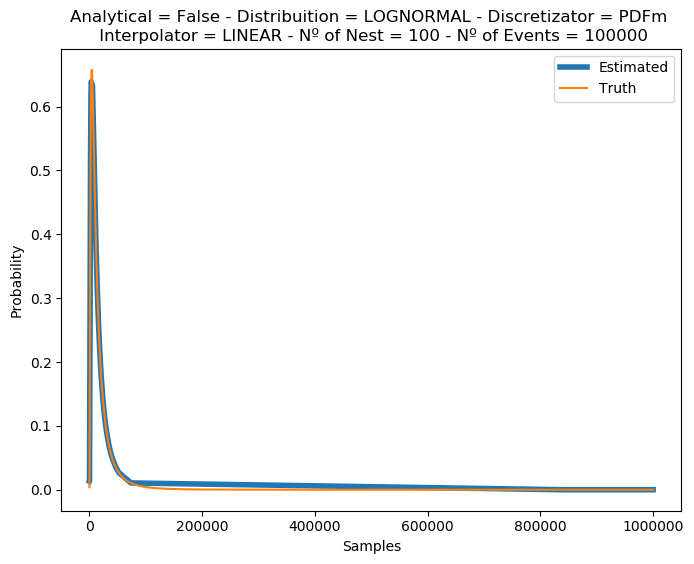 Analytical = False - Distribuition = LOGNORMAL - Discretizator = PDFm
Interpolator = LINEAR - Nº of Nest = 100 - Nº of Events = 100000
Estimated
Truth
0.6
0.5
0.4
0.3
0.2
0.1
0.0
Probability
0 200000 400000 600000 800000 1000000
Samples